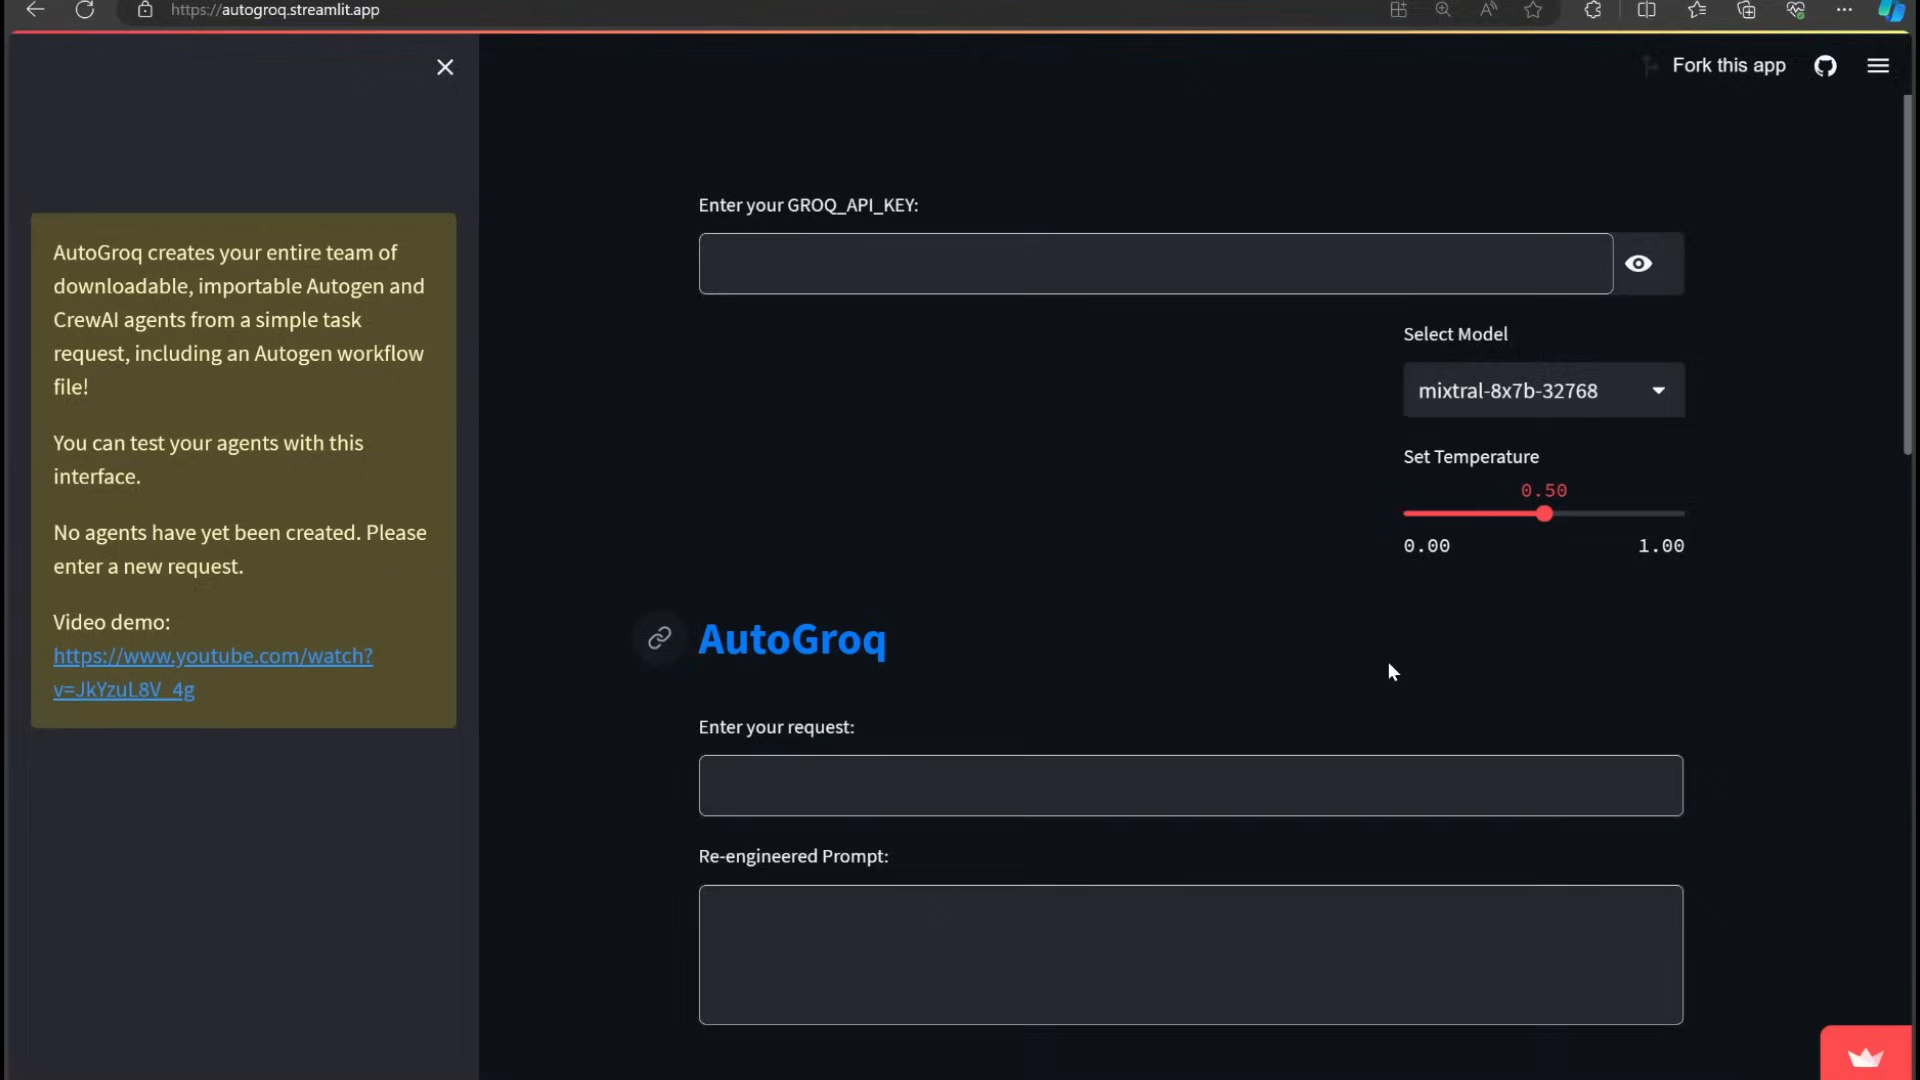 https://autogroq.streamlit.app
Fork this app
AutoGroq creates your entire team of
downloadable, importable Autogen and
CrewAI agents from a simple task
request, including an Autogen workflow
file!
You can test your agents with this
interface.
No agents have yet been created. Please
enter a new request.
Video demo:
https://www.youtube.com/watch?
v=JkYzuL8V_4g
Enter your GROQ_API_KEY:
Select Model
mixtral-8x7b-32768
Set Temperature
0.50
0.00 1.00
AutoGroq
Enter your request:
Re-engineered Prompt: